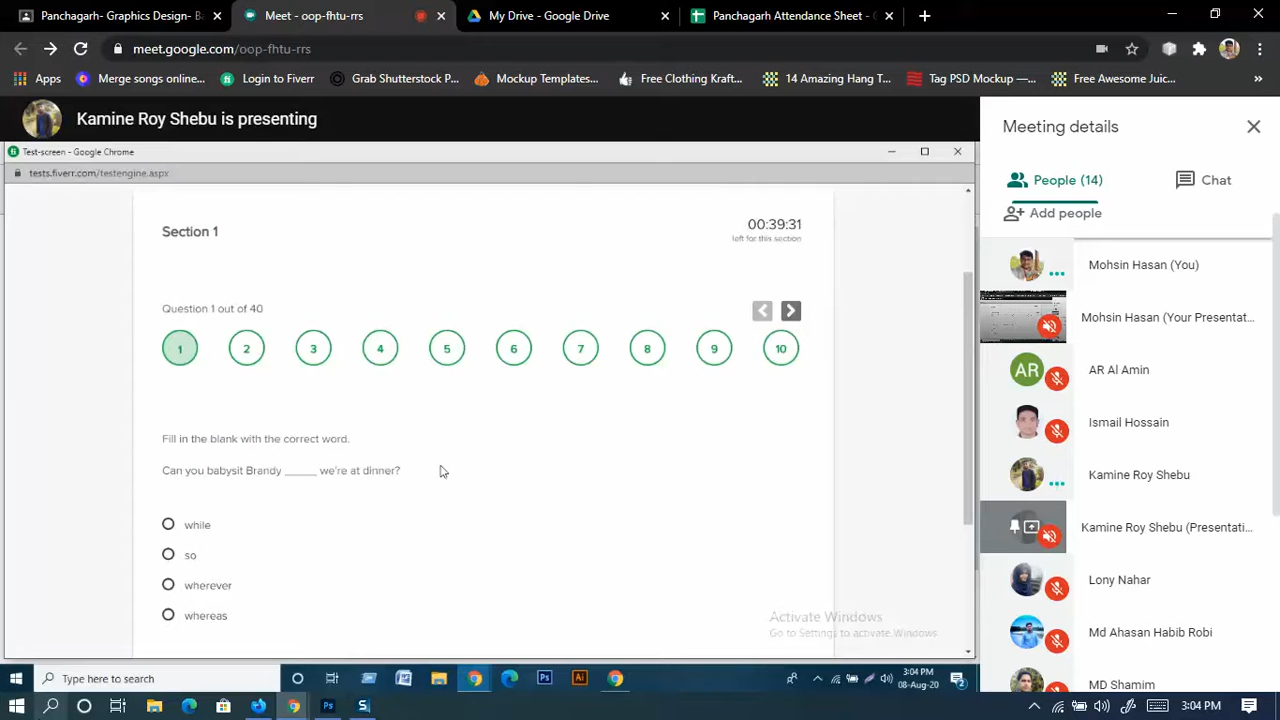 Panchagarh- Graphics Design- Ba
Meet - oop-fhtu-rrs
My Drive - Google Drive
Panchagarh Attendance Sheet - G
meet.google.com/oop-fhtu-rrs
Apps
Merge songs online...
Login to Fiverr
Grab Shutterstock P...
Mockup Templates...
Free Clothing Kraft...
14 Amazing Hang T...
Tag PSD Mockup —...
Free Awesome Juic...
»
Kamine Roy Shebu is presenting
Test-screen - Google Chrome
tests.fiverr.com/testengine.aspx
Section 1
00:39:31
left for this section
Question 1 out of 40
1 2 3 4 5 6 7 8 9 10
Fill in the blank with the correct word.
Can you babysit Brandy ______ we're at dinner?
while
so
wherever
whereas
Activate Windows
Go to Settings to activate Windows
Type here to search
3:04 PM
08-Aug-20
2
Meeting details
People (14)
Chat
Add people
Mohsin Hasan (You)
Mohsin Hasan (Your Presentat...
AR
AR Al Amin
Ismail Hossain
Kamine Roy Shebu
Kamine Roy Shebu (Presentati...
Lony Nahar
Md Ahasan Habib Robi
MD Shamim
3:04 PM